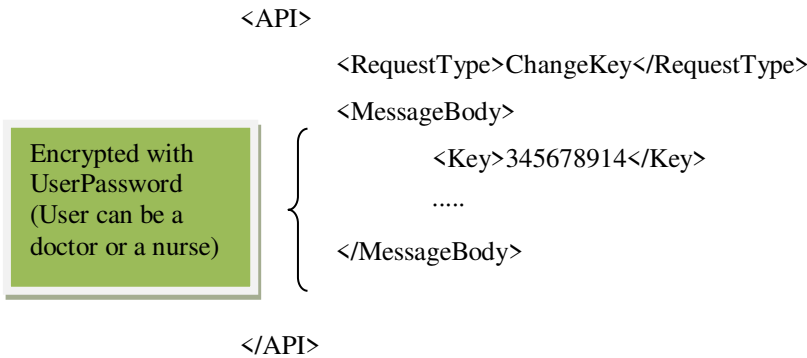 <API>
<RequestType>ChangeKey</RequestType>
<MessageBody>
Encrypted with
UserPassword
(User can be a
doctor or a nurse)
<Key>345678914</Key>
.....
</MessageBody>
</API>